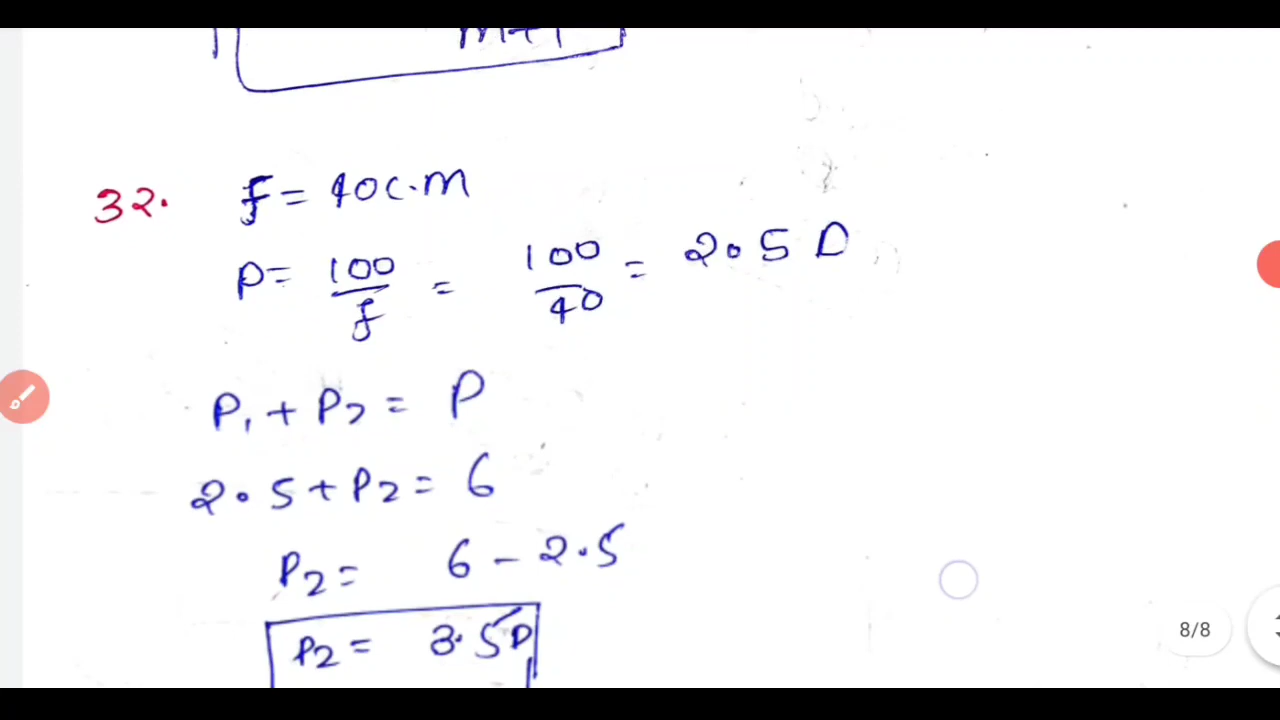 m+1
32. f = 40c.m
P = 100/f = 100/40 = 2.5 D
P1 + P2 = P
2.5 + P2 = 6
P2 = 6 - 2.5
P2 = 3.5D
8/8